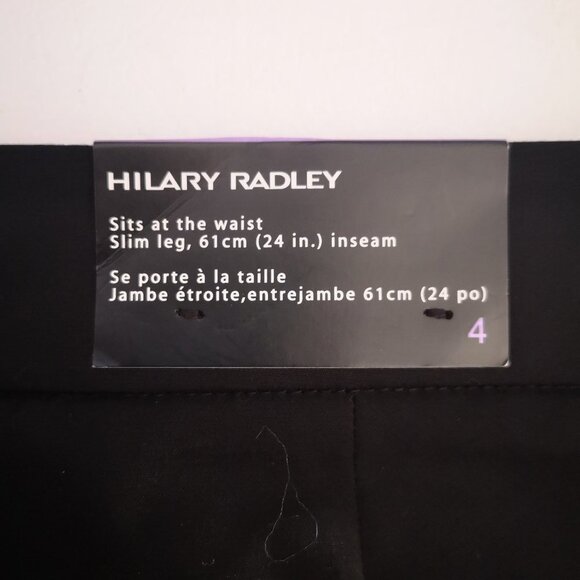 HILARY RADLEY
Sits at the waist
Slim leg, 61cm (24 in.) inseam
Se porte à la taille
Jambe étroite,entrejambe 61cm (24 po)
4